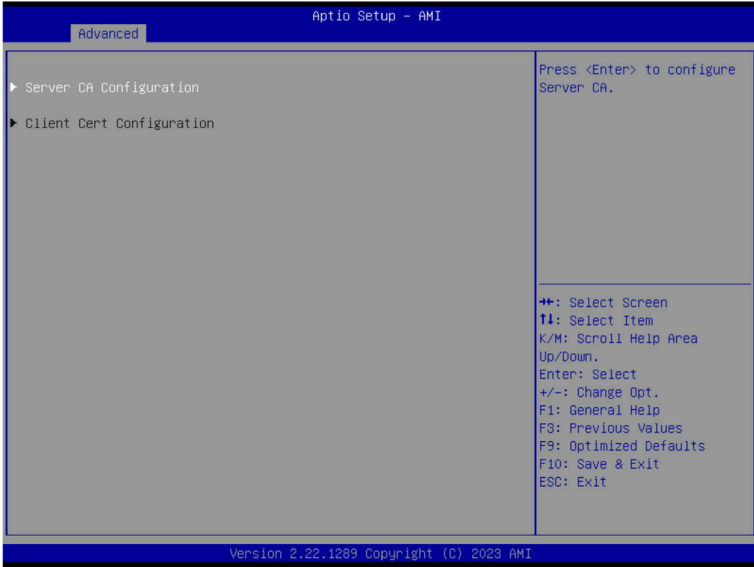 Aptio Setup – AMI
Advanced
▶ Server CA Configuration
▶ Client Cert Configuration
Press <Enter> to configure
Server CA.
→←: Select Screen
↑↓: Select Item
K/M: Scroll Help Area
Up/Down.
Enter: Select
+/-: Change Opt.
F1: General Help
F3: Previous Values
F9: Optimized Defaults
F10: Save & Exit
ESC: Exit
Version 2.22.1289 Copyright (C) 2023 AMI